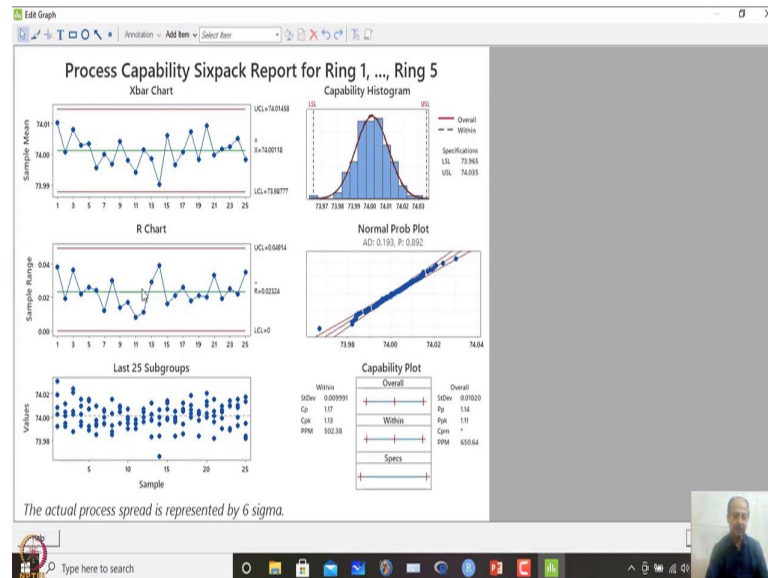 Edit Graph
T
Annotation
Add Item
Select Item
Process Capability Sixpack Report for Ring 1, ..., Ring 5
Xbar Chart
Sample Mean
74.01
74.00
73.99
UCL=74.01458
X=74.00118
LCL=73.98777
1 3 5 7 9 11 13 15 17 19 21 23 25
Capability Histogram
LSL
USL
73.97 73.98 73.99 74.00 74.01 74.02 74.03
Overall
Within
Specifications
LSL 73.965
USL 74.035
R Chart
Sample Range
0.04
0.02
0.00
UCL=0.04914
R=0.02324
LCL=0
1 3 5 7 9 11 13 15 17 19 21 23 25
Normal Prob Plot
AD: 0.193, P: 0.892
73.98 74.00 74.02 74.04
Last 25 Subgroups
Values
74.02
74.00
73.98
5 10 15 20 25
Sample
Capability Plot
Within
StDev 0.009991
Cp 1.17
Cpk 1.13
PPM 502.38
Overall
Within
Specs
Overall
StDev 0.01020
Pp 1.14
Ppk 1.11
Cpm *
PPM 650.64
The actual process spread is represented by 6 sigma.
Help
NPTEL
Type here to search
R